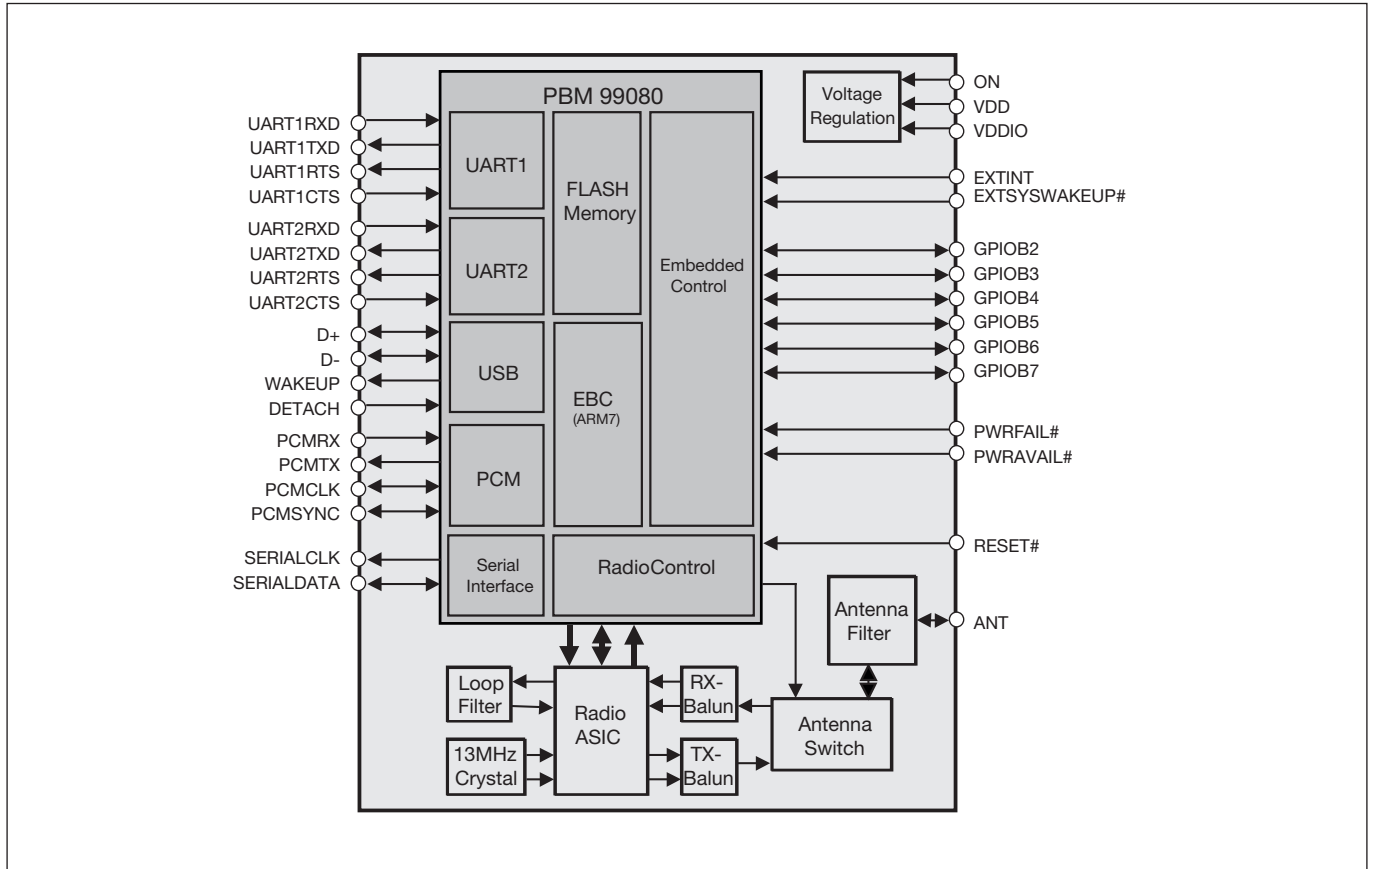 PBM 99080
UART1RXD
UART1TXD
UART1RTS
UART1CTS
UART2RXD
UART2TXD
UART2RTS
UART2CTS
D+
D-
WAKEUP
DETACH
PCMRX
PCMTX
PCMCLK
PCMSYNC
SERIALCLK
SERIALDATA
UART1
UART2
USB
PCM
Serial
Interface
FLASH
Memory
EBC
(ARM7)
Embedded
Control
RadioControl
Voltage
Regulation
ON
VDD
VDDIO
EXTINT
EXTSYSWAKEUP#
GPIOB2
GPIOB3
GPIOB4
GPIOB5
GPIOB6
GPIOB7
PWRFAIL#
PWRAVAIL#
RESET#
ANT
Antenna
Filter
Loop
Filter
13MHz
Crystal
Radio
ASIC
RX-
Balun
TX-
Balun
Antenna
Switch